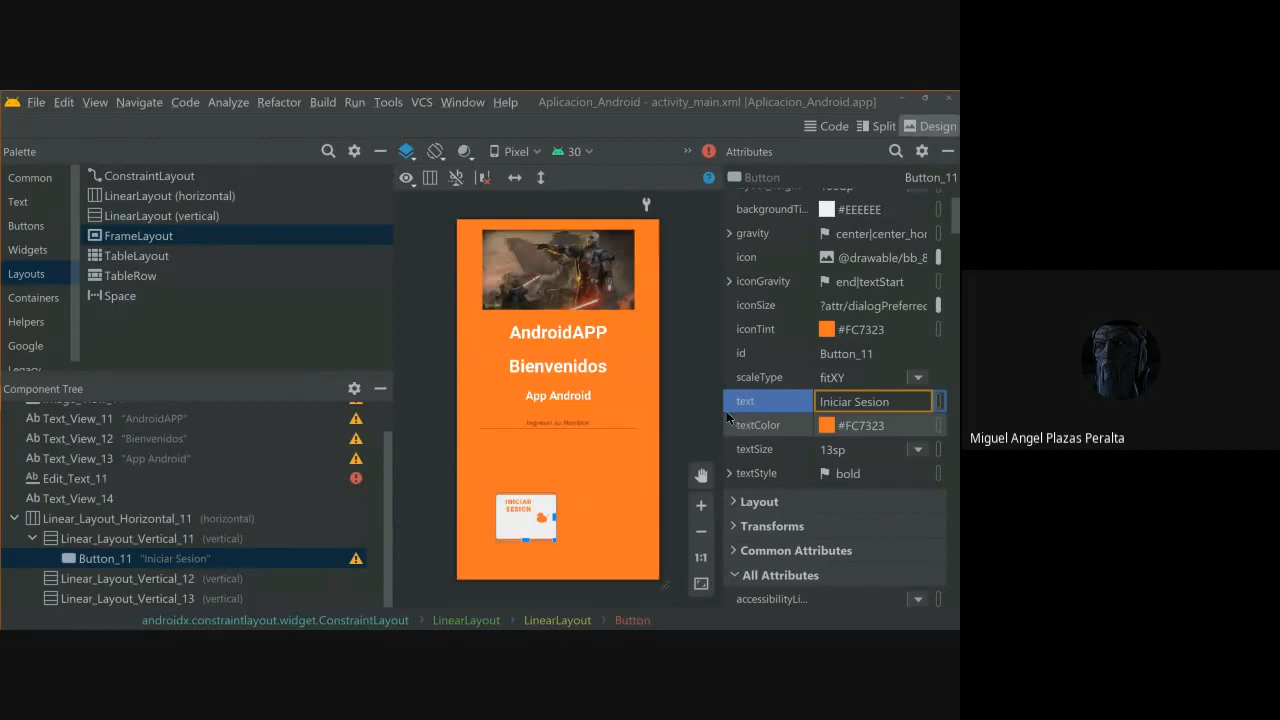 File Edit View Navigate Code Analyze Refactor Build Run Tools VCS Window Help Aplicacion_Android - activity_main.xml [Aplicacion_Android.app]
Code Split Design
Palette
Pixel 30
Attributes
Common
Text
Buttons
Widgets
Layouts
Containers
Helpers
Google
ConstraintLayout
LinearLayout (horizontal)
LinearLayout (vertical)
FrameLayout
TableLayout
TableRow
Space
Component Tree
Text_View_11 "AndroidAPP"
Text_View_12 "Bienvenidos"
Text_View_13 "App Android"
Edit_Text_11
Text_View_14
Linear_Layout_Horizontal_11 (horizontal)
Linear_Layout_Vertical_11 (vertical)
Button_11 "Iniciar Sesion"
Linear_Layout_Vertical_12 (vertical)
Linear_Layout_Vertical_13 (vertical)
AndroidAPP
Bienvenidos
App Android
Ingresar su Nombre
INICIAR
SESION
1:1
Button Button_11
backgroundTi... #EEEEEE
gravity center|center_hor
icon @drawable/bb_8
iconGravity end|textStart
iconSize ?attr/dialogPreferred
iconTint #FC7323
id Button_11
scaleType fitXY
text Iniciar Sesion
textColor #FC7323
textSize 13sp
textStyle bold
Layout
Transforms
Common Attributes
All Attributes
accessibilityLi...
androidx.constraintlayout.widget.ConstraintLayout LinearLayout LinearLayout Button
Miguel Angel Plazas Peralta